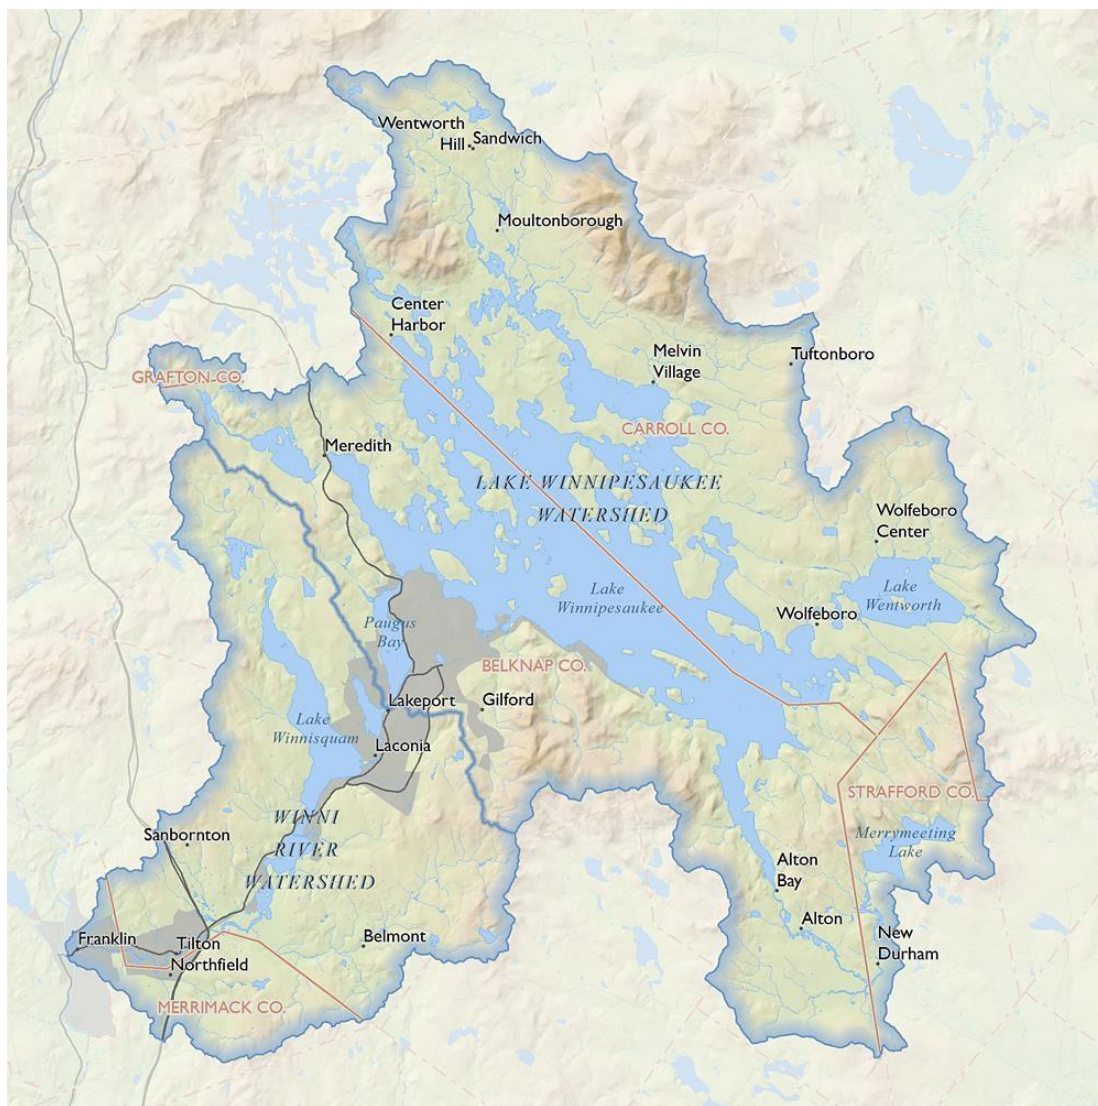 Wentworth
Hill
Sandwich
Moultonborough
Center
Harbor
Melvin
Village
Tuftonboro
GRAFTON CO.
CARROLL CO.
Meredith
LAKE WINNIPESAUKEE
WATERSHED
Wolfeboro
Center
Lake
Winnipesaukee
Lake
Wentworth
Wolfeboro
Paugus
Bay
BELKNAP CO.
Lakeport
Gilford
Lake
Winnisquam
Laconia
STRAFFORD CO.
WINNI
RIVER
WATERSHED
Sanbornton
Merrymeeting
Lake
Alton
Bay
Alton
Franklin
Tilton
Northfield
Belmont
New
Durham
MERRIMACK CO.